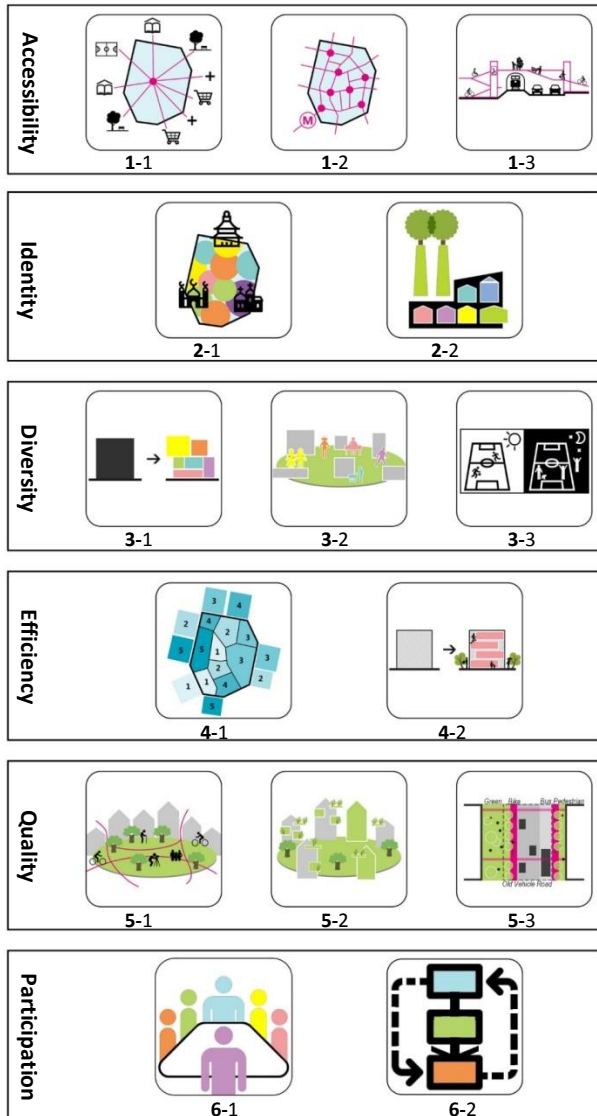 Accessibility
M
1-1
1-2
1-3
Identity
2-1
2-2
Diversity
3-1
3-2
3-3
Efficiency
3 4
4
2 2 3
5 5 1 3 3
2
1 1 4 2
5
4-1
4-2
Quality
Green Bike Bus Pedestrian
Old Vehicle Road
5-1
5-2
5-3
Participation
6-1
6-2